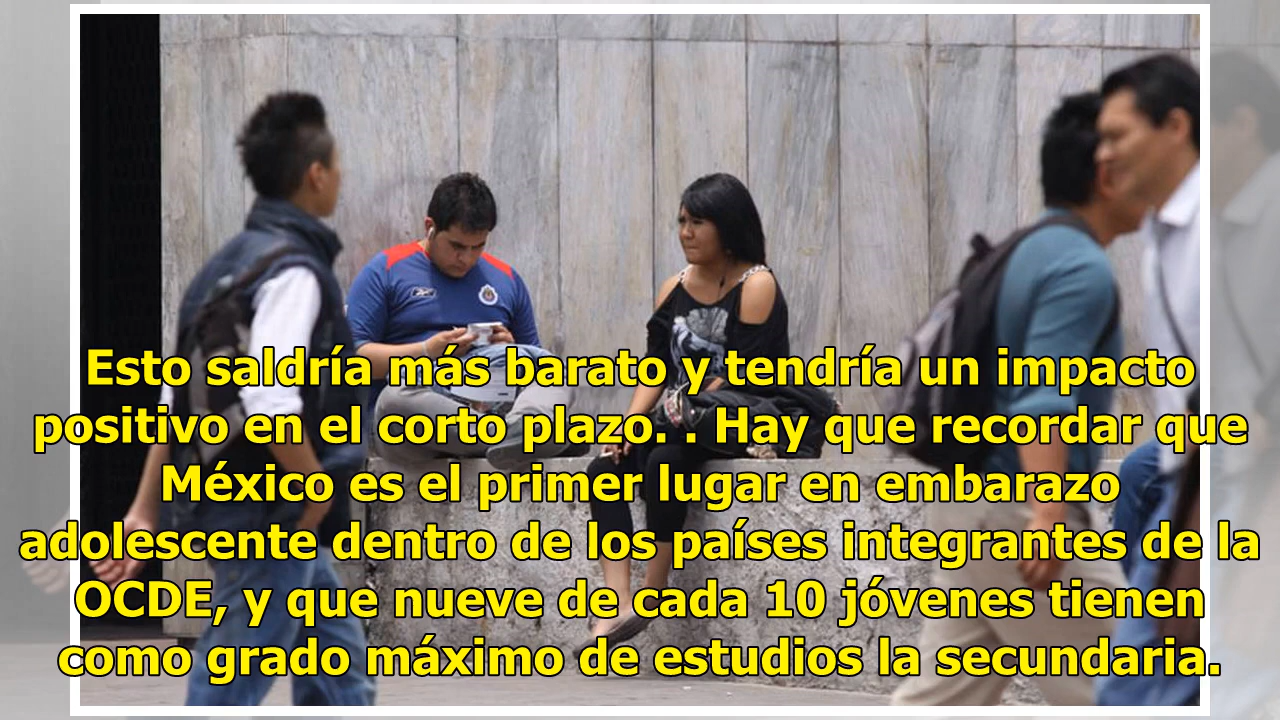 Esto saldría más barato y tendría un impacto
positivo en el corto plazo. . Hay que recordar que
México es el primer lugar en embarazo
adolescente dentro de los países integrantes de la
OCDE, y que nueve de cada 10 jóvenes tienen
como grado máximo de estudios la secundaria.